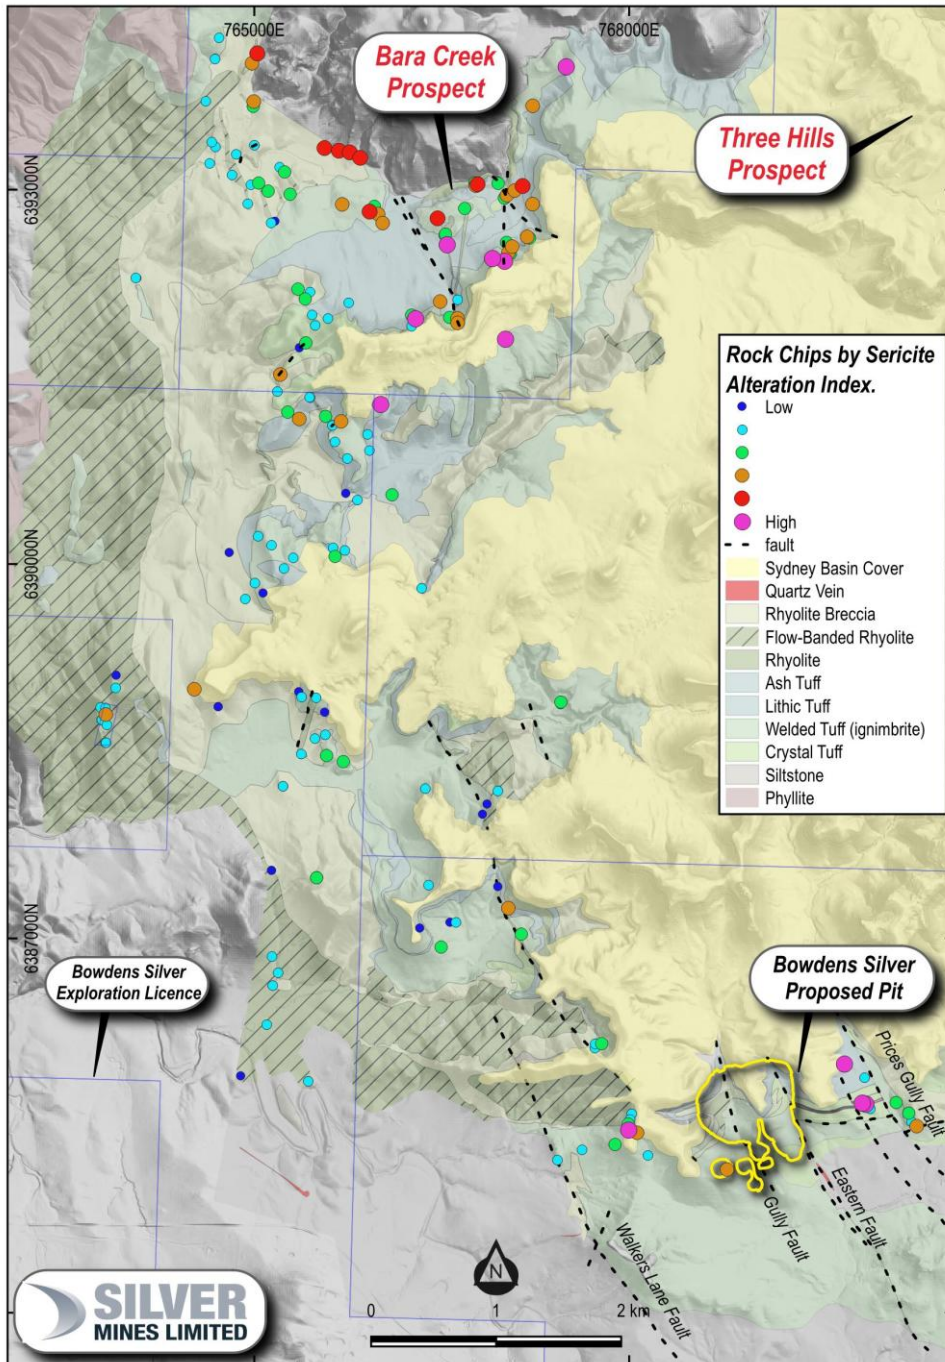 765000E
768000E
Bara Creek
Prospect
Three Hills
Prospect
6393000N
Rock Chips by Sericite
Alteration Index.
Low
High
fault
Sydney Basin Cover
Quartz Vein
Rhyolite Breccia
Flow-Banded Rhyolite
Rhyolite
Ash Tuff
Lithic Tuff
Welded Tuff (ignimbrite)
Crystal Tuff
Siltstone
Phyllite
6390000N
6387000N
Bowdens Silver
Exploration Licence
Bowdens Silver
Proposed Pit
Prices Gully Fault
Eastern Fault
Gully Fault
Walkers Lane Fault
N
0 1 2 km
SILVER
MINES LIMITED